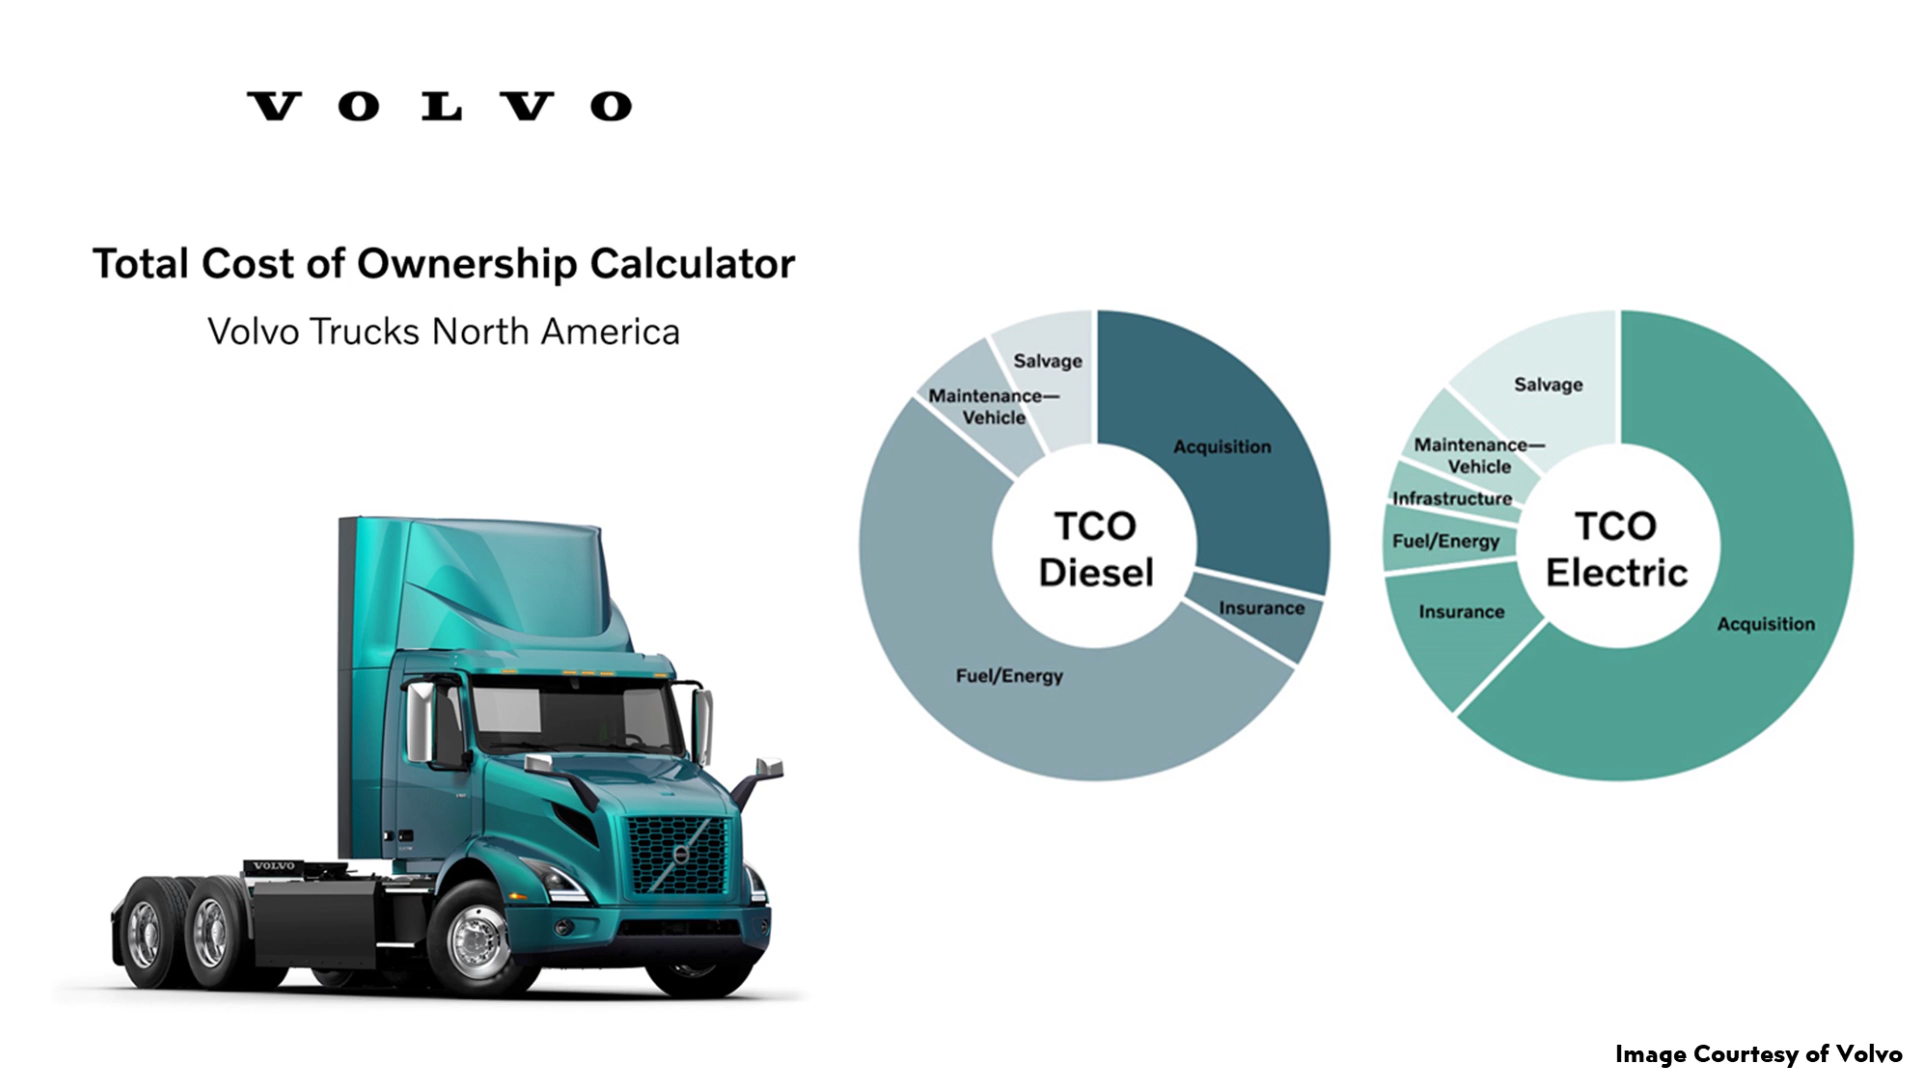 VOLVO
Total Cost of Ownership Calculator
Volvo Trucks North America
VOLVO
Salvage
Maintenance—
Vehicle
Acquisition
Insurance
Fuel/Energy
TCO
Diesel
Salvage
Maintenance—
Vehicle
Infrastructure
Fuel/Energy
Insurance
Acquisition
TCO
Electric
Image Courtesy of Volvo